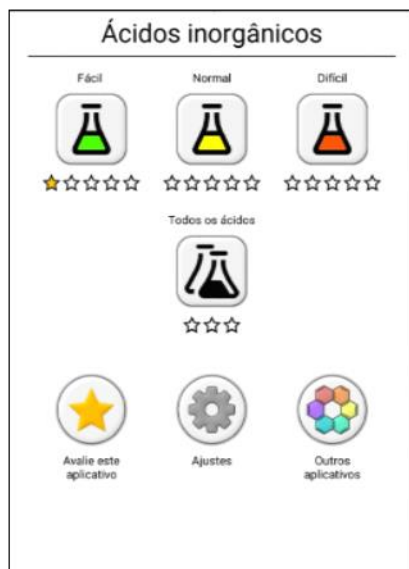 Ácidos inorgânicos
Fácil
Normal
Difícil
Todos os ácidos
Avalie este
aplicativo
Ajustes
Outros
aplicativos